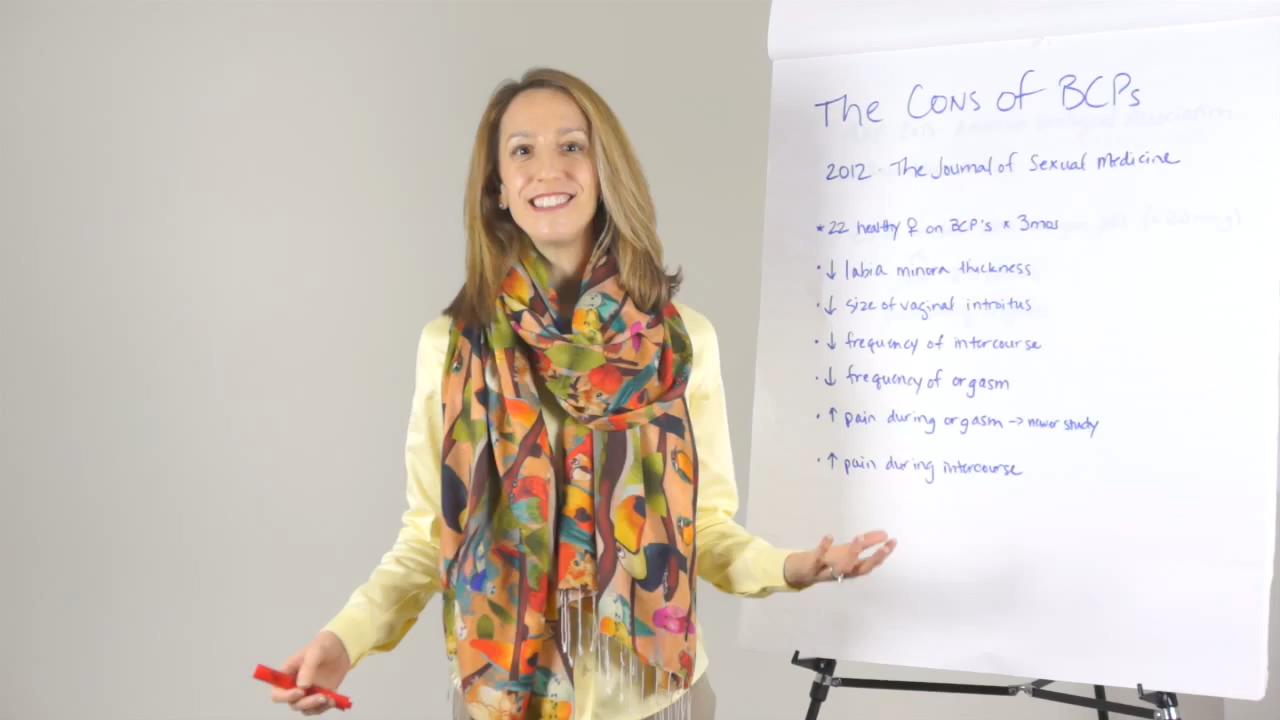 The Cons of BCPs
2012 · The Journal of Sexual Medicine
* 22 healthy ♀ on BCP's x 3mos
· ↓ labia minora thickness
· ↓ size of vaginal introitus
· ↓ frequency of intercourse
· ↓ frequency of orgasm
· ↑ pain during orgasm → newer study
· ↑ pain during intercourse